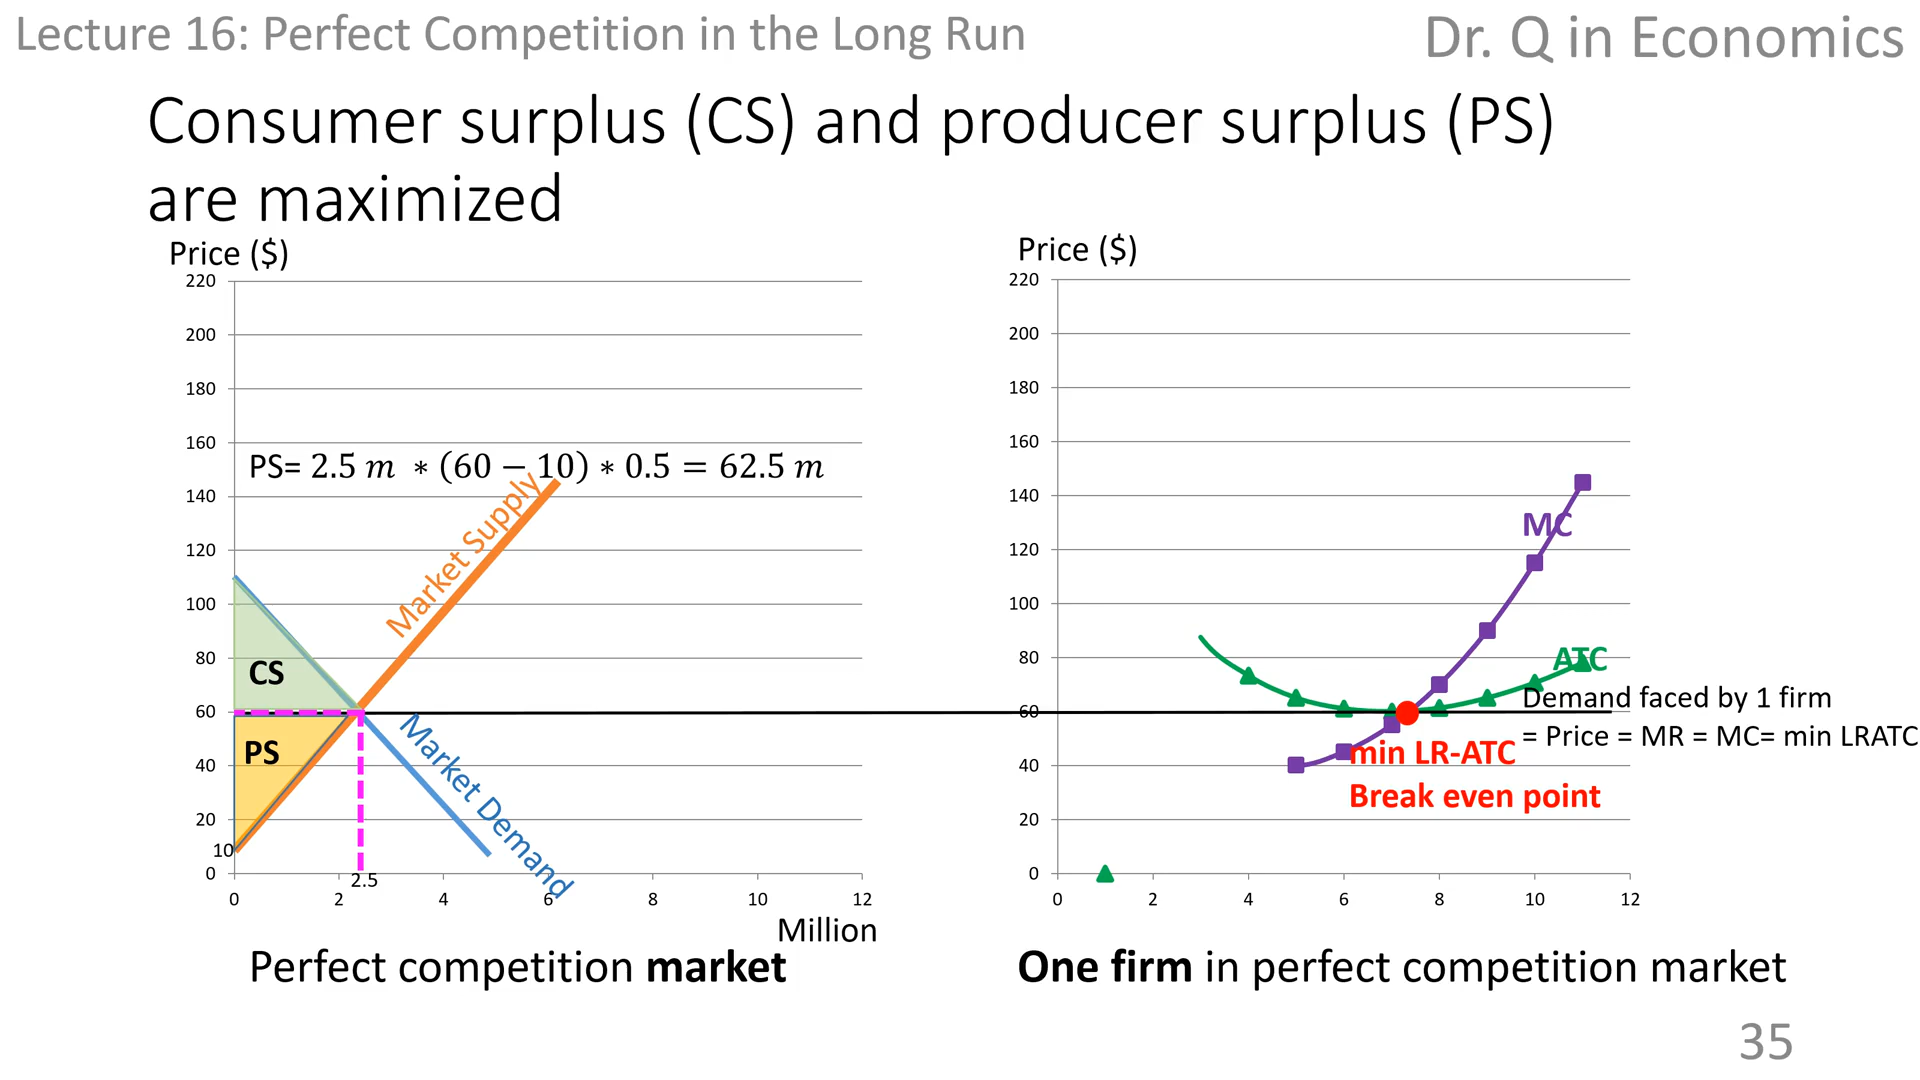 Lecture 16: Perfect Competition in the Long Run
Dr. Q in Economics
Consumer surplus (CS) and producer surplus (PS)
are maximized
Price ($)
220
200
180
160
140
120
100
80
60
40
20
10
0
0 2 4 6 8 10 12
2.5
Million
PS= 2.5 m ∗ (60 − 10) ∗ 0.5 = 62.5 m
Market Supply
CS
PS
Market Demand
Perfect competition market
Price ($)
220
200
180
160
140
120
100
80
60
40
20
0
0 2 4 6 8 10 12
MC
ATC
Demand faced by 1 firm
= Price = MR = MC= min LRATC
min LR-ATC
Break even point
One firm in perfect competition market
35